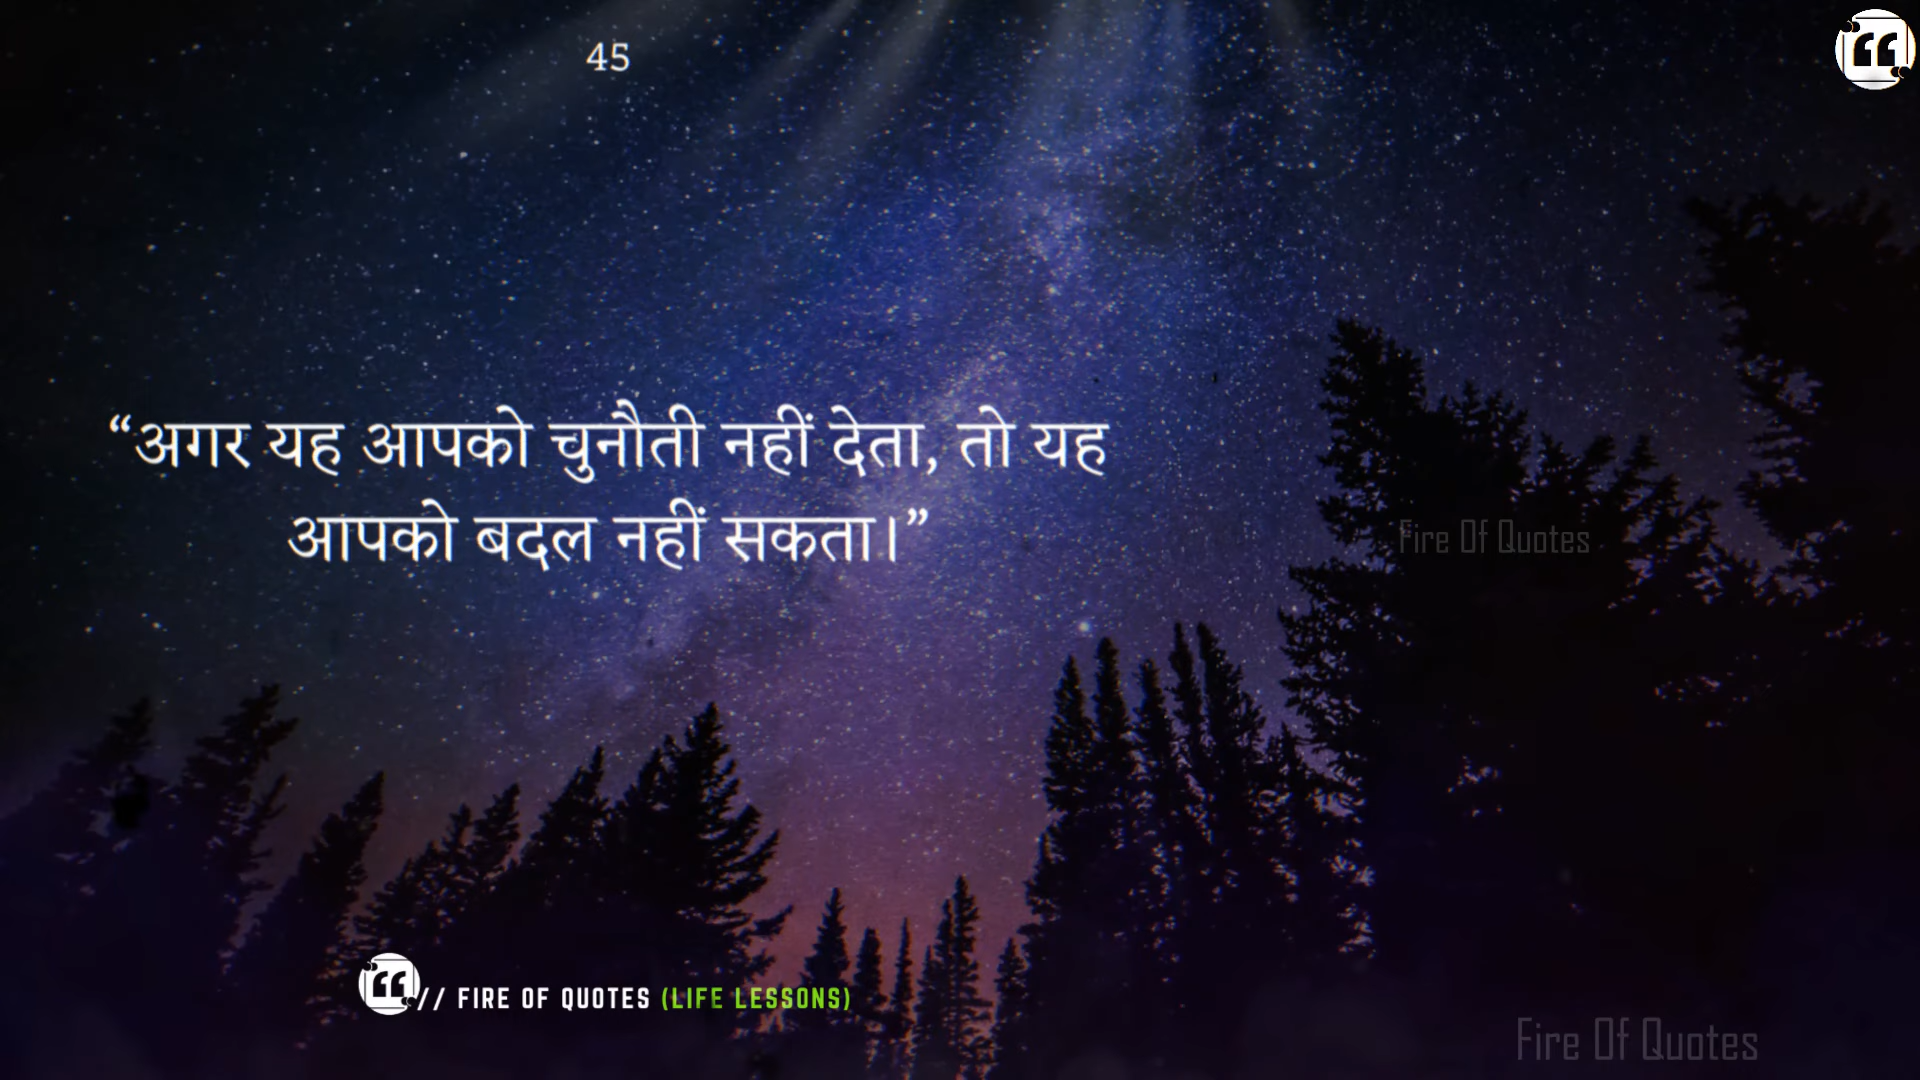 45
“अगर यह आपको चुनौती नहीं देता, तो यह
आपको बदल नहीं सकता।”
Fire Of Quotes
// FIRE OF QUOTES (LIFE LESSONS)
Fire Of Quotes